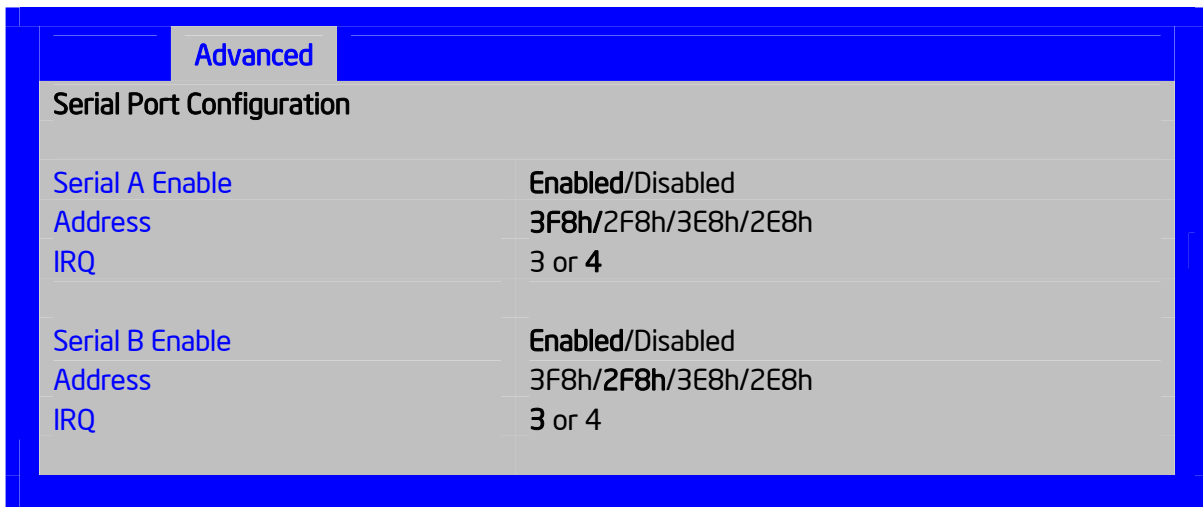 Advanced
Serial Port Configuration
Serial A Enable Enabled/Disabled
Address 3F8h/2F8h/3E8h/2E8h
IRQ 3 or 4
Serial B Enable Enabled/Disabled
Address 3F8h/2F8h/3E8h/2E8h
IRQ 3 or 4